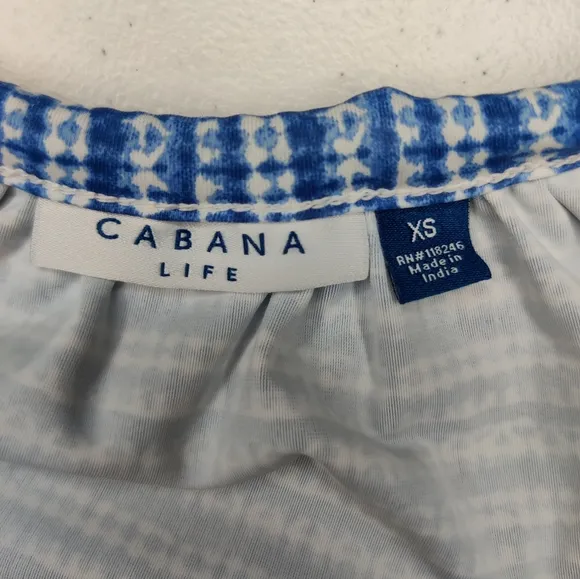 CABANA
LIFE
XS
RN#118246
Made in
India